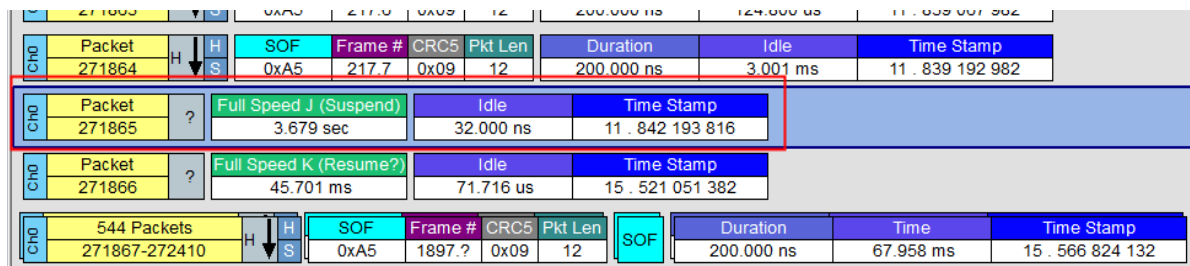 Ch0 Packet H S SOF Frame # CRC5 Pkt Len Duration Idle Time Stamp
271864 0xA5 217.7 0x09 12 200.000 ns 3.001 ms 11 . 839 192 982
Ch0 Packet ? Full Speed J (Suspend) Idle Time Stamp
271865 3.679 sec 32.000 ns 11 . 842 193 816
Ch0 Packet ? Full Speed K (Resume?) Idle Time Stamp
271866 45.701 ms 71.716 us 15 . 521 051 382
Ch0 544 Packets H S SOF Frame # CRC5 Pkt Len SOF Duration Time Time Stamp
271867-272410 0xA5 1897.? 0x09 12 200.000 ns 67.958 ms 15 . 566 824 132